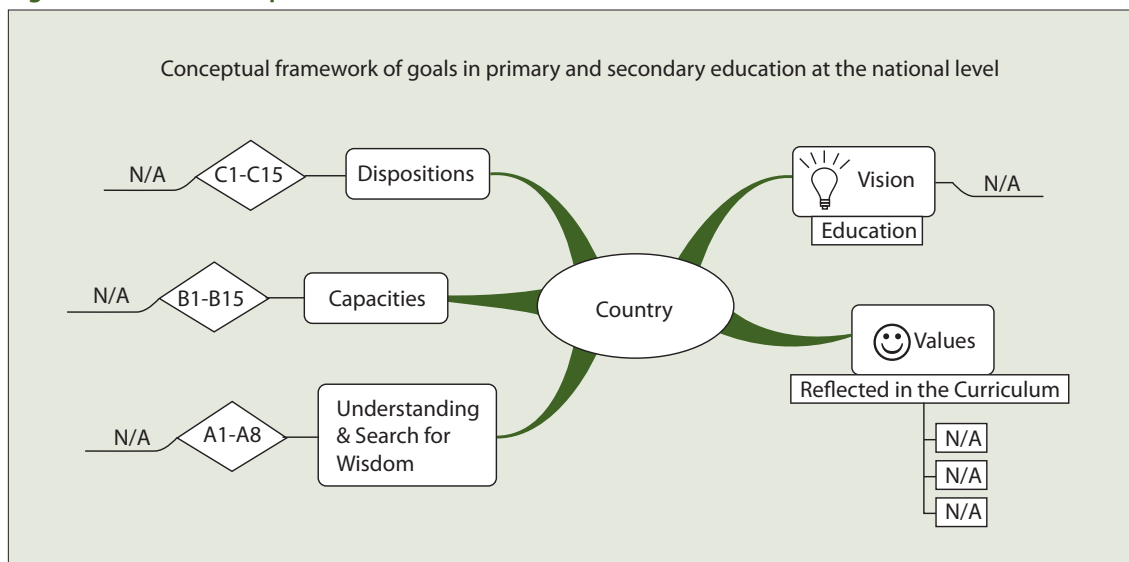 Conceptual framework of goals in primary and secondary education at the national level
N/A
C1-C15
Dispositions
Vision
N/A
Education
N/A
B1-B15
Capacities
Country
Values
Reflected in the Curriculum
N/A
A1-A8
Understanding
& Search for
Wisdom
N/A
N/A
N/A